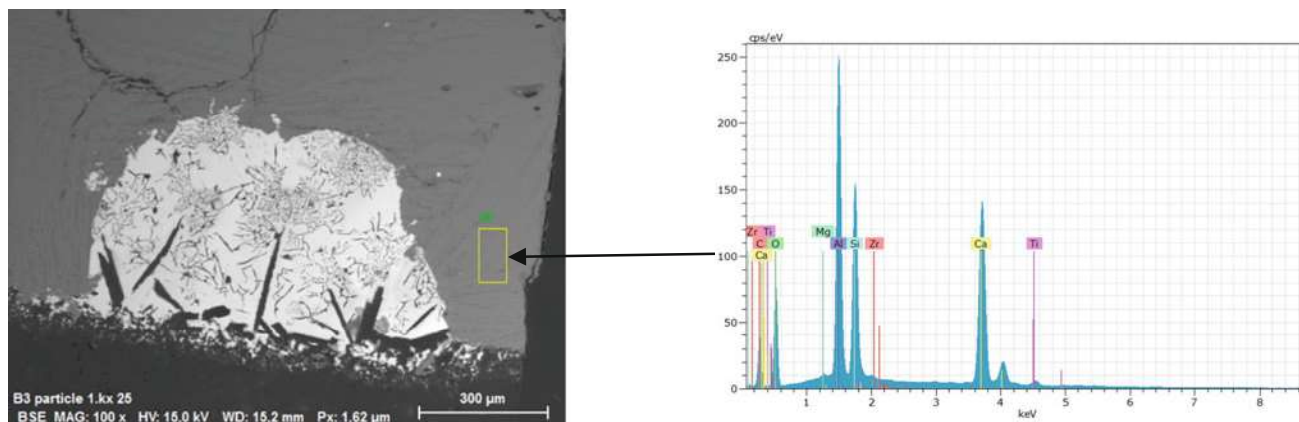 B3 particle 1.kx 25
BSE MAG: 100 x HV: 15.0 kV WD: 15.2 mm Px: 1.62 µm
300 µm
cps/eV
250
200
150
100
50
0
Zr Ti
C
Ca
O
Mg
Al
Si
Zr
Ca
Ti
1 2 3 4 5 6 7 8
keV